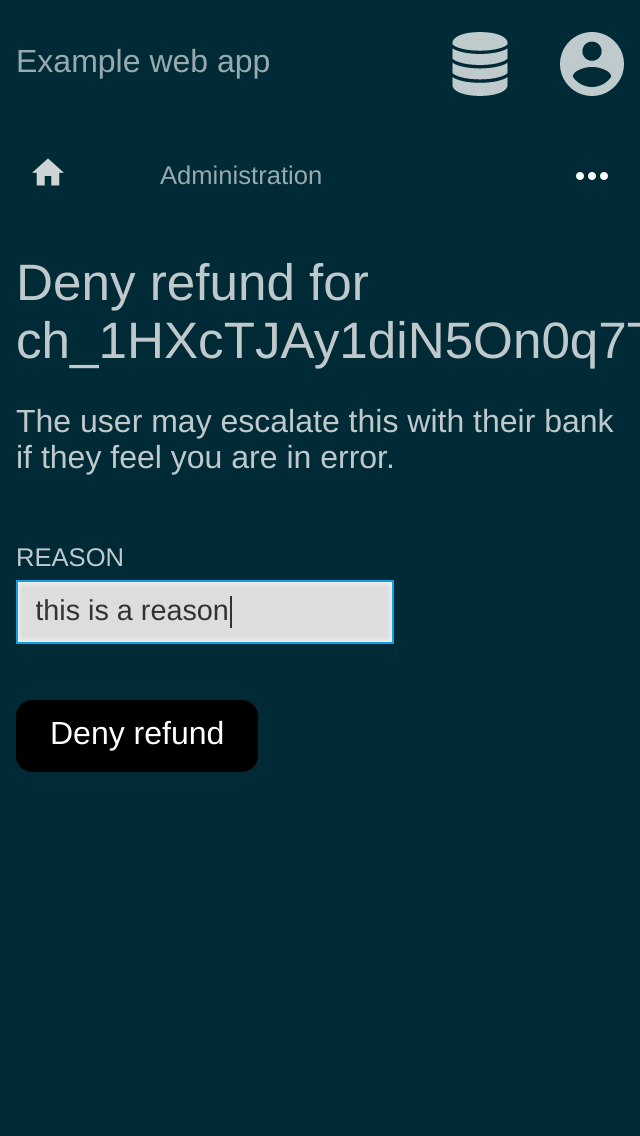 Example web app
Administration
Deny refund for
ch_1HXcTJAy1diN5On0q7
The user may escalate this with their bank
if they feel you are in error.
REASON
this is a reason
Deny refund